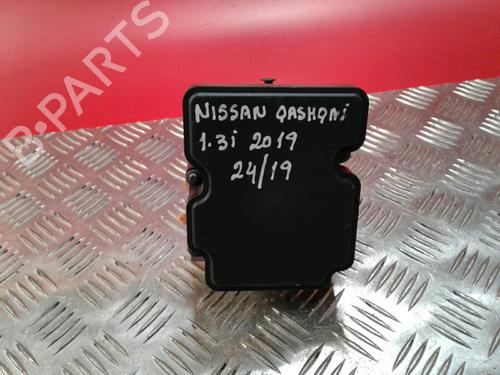 B-PARTS
NISSAN QASHQAI
1.3i 2019
24/19